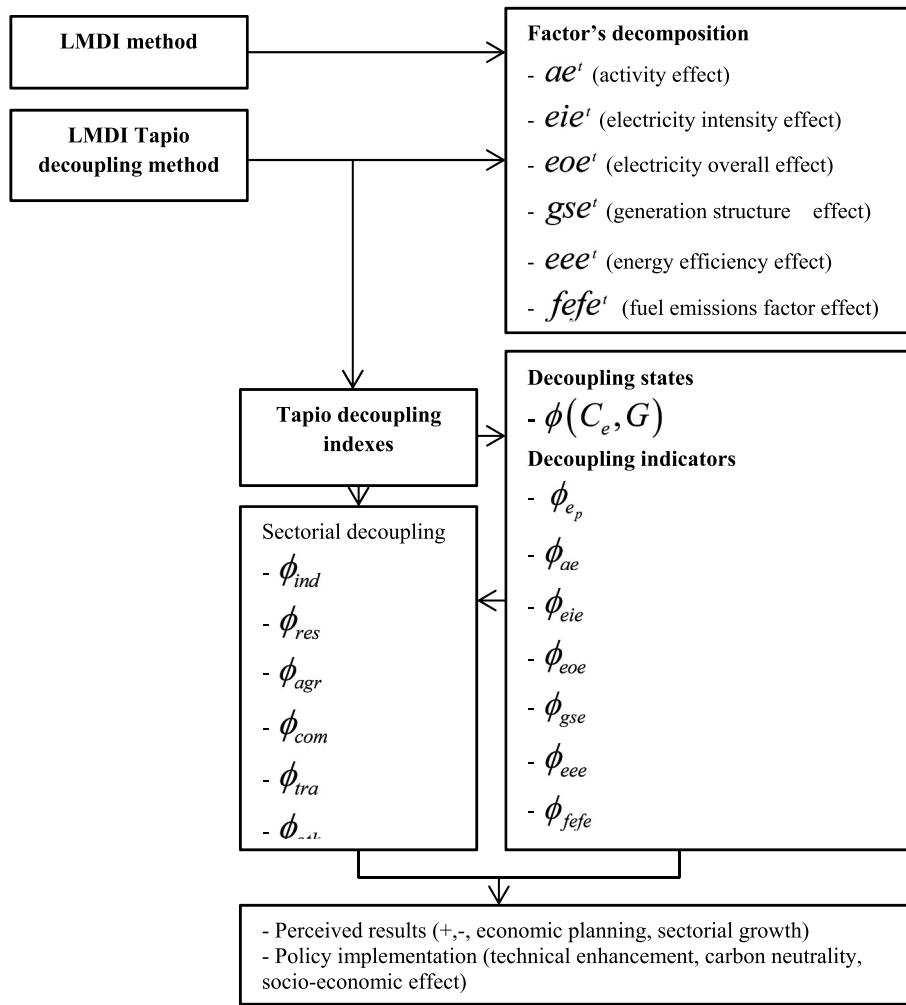 LMDI method
LMDI Tapio
decoupling method
Factor's decomposition
- ae^t (activity effect)
- eie^t (electricity intensity effect)
- eoe^t (electricity overall effect)
- gse^t (generation structure effect)
- eee^t (energy efficiency effect)
- fefe^t (fuel emissions factor effect)
Tapio decoupling
indexes
Decoupling states
- ϕ(C_e, G)
Decoupling indicators
- ϕ_{e_p}
- ϕ_{ae}
- ϕ_{eie}
- ϕ_{eoe}
- ϕ_{gse}
- ϕ_{eee}
- ϕ_{fefe}
Sectorial decoupling
- ϕ_{ind}
- ϕ_{res}
- ϕ_{agr}
- ϕ_{com}
- ϕ_{tra}
- ϕ
- Perceived results (+,-, economic planning, sectorial growth)
- Policy implementation (technical enhancement, carbon neutrality,
socio-economic effect)